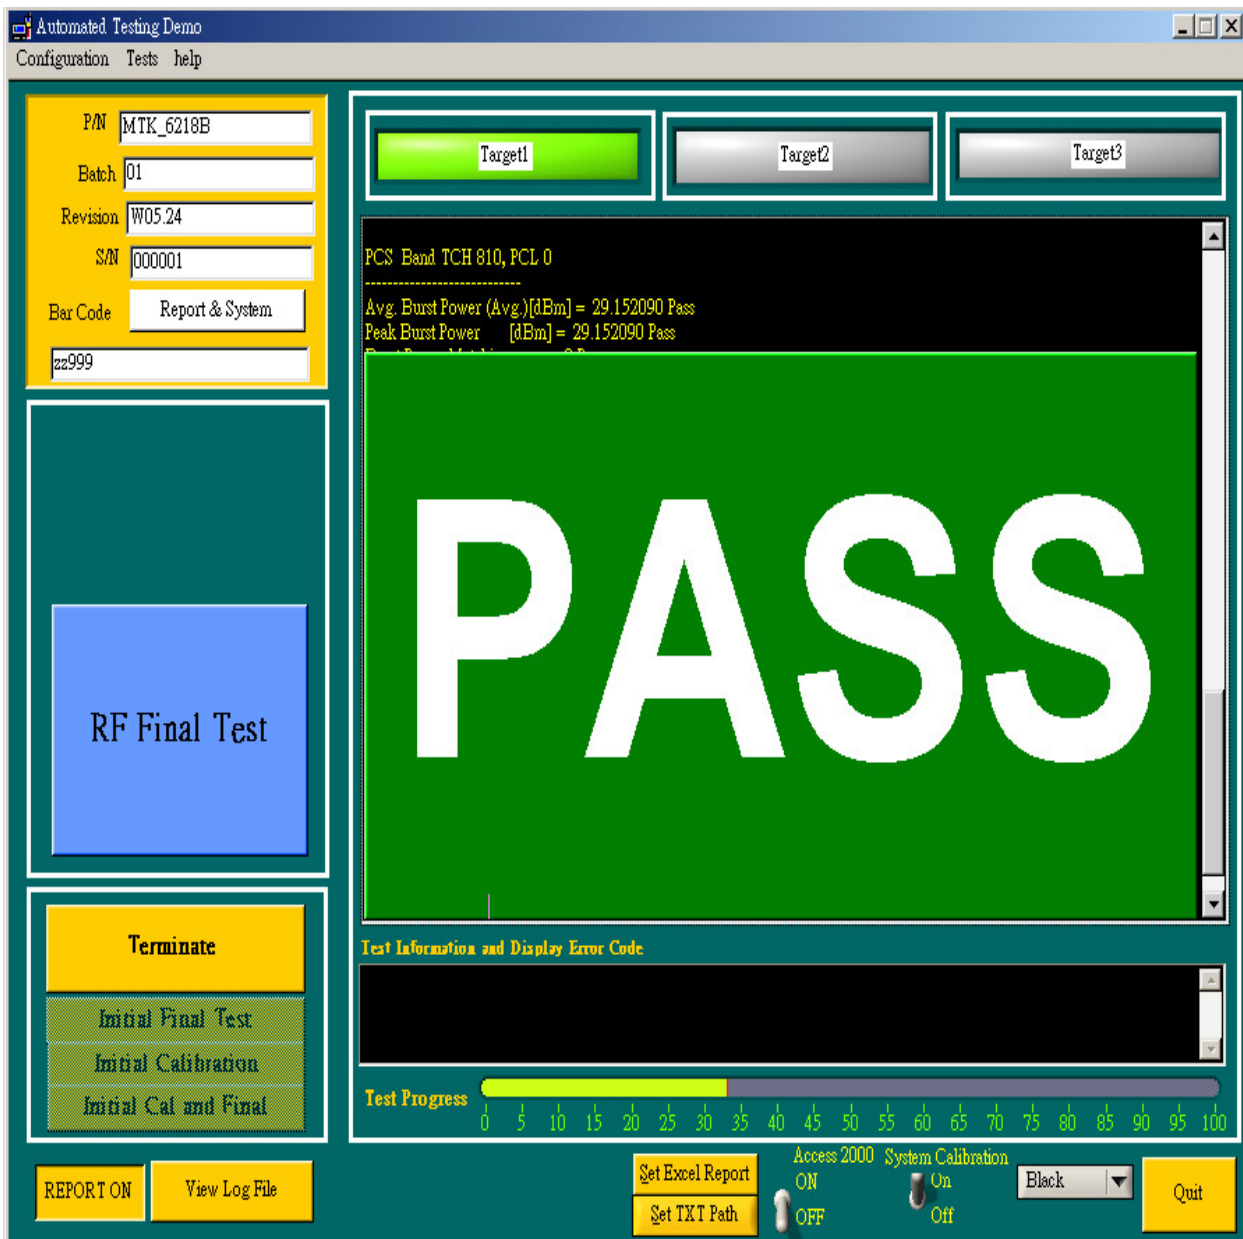 Automated Testing Demo
Configuration Tests help
P/N MTK_6218B
Batch 01
Revision W05.24
S/N 000001
Bar Code Report & System
zz999
RF Final Test
Terminate
Initial Final Test
Initial Calibration
Initial Cal and Final
REPORT ON
View Log File
Target1
Target2
Target3
PCS Band TCH 810, PCL 0
----------------------------
Avg. Burst Power (Avg.)[dBm] = 29.152090 Pass
Peak Burst Power [dBm] = 29.152090 Pass
PASS
Test Information and Display Error Code
Test Progress
0 5 10 15 20 25 30 35 40 45 50 55 60 65 70 75 80 85 90 95 100
Set Excel Report
Set TXT Path
Access 2000
ON
OFF
System Calibration
On
Off
Black
Quit